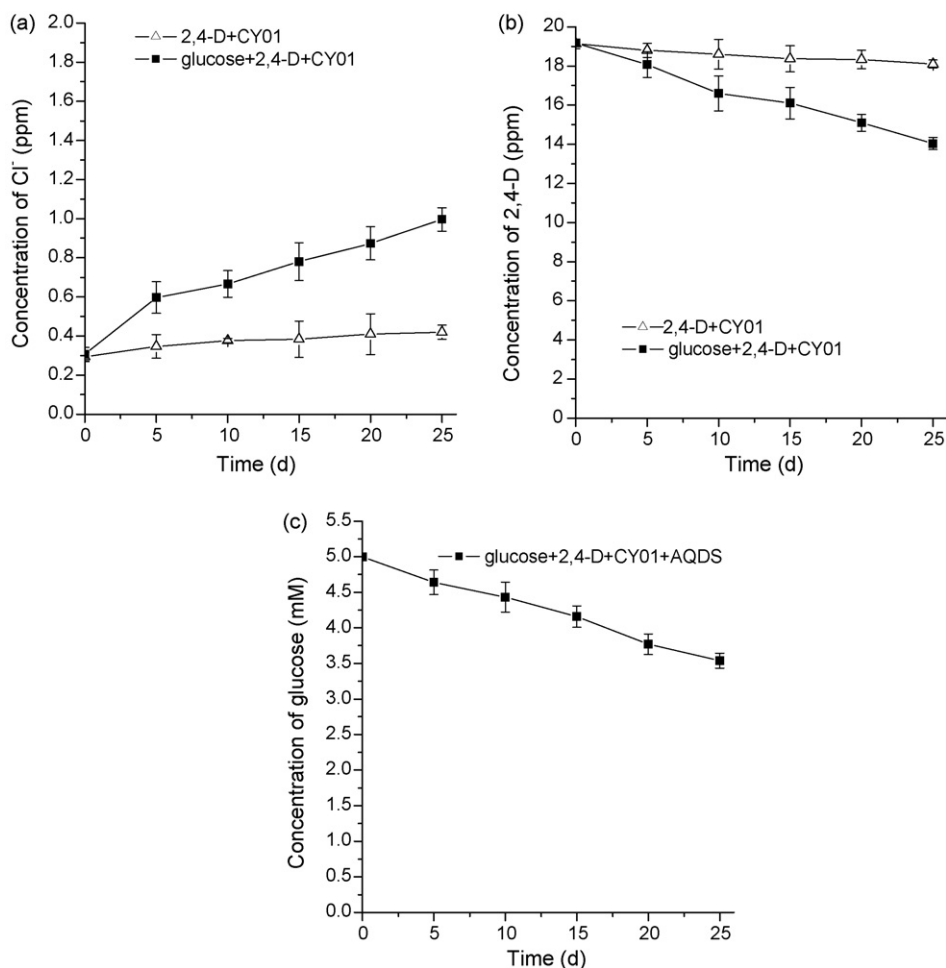 (a)
2,4-D+CY01
glucose+2,4-D+CY01
Concentration of Cl⁻ (ppm)
2.0
1.8
1.6
1.4
1.2
1.0
0.8
0.6
0.4
0.2
0.0
0 5 10 15 20 25
Time (d)
(b)
Concentration of 2,4-D (ppm)
20
18
16
14
12
10
8
6
4
2
0
2,4-D+CY01
glucose+2,4-D+CY01
0 5 10 15 20 25
Time (d)
(c)
glucose+2,4-D+CY01+AQDS
Concentration of glucose (mM)
5.5
5.0
4.5
4.0
3.5
3.0
2.5
2.0
1.5
1.0
0.5
0.0
0 5 10 15 20 25
Time (d)